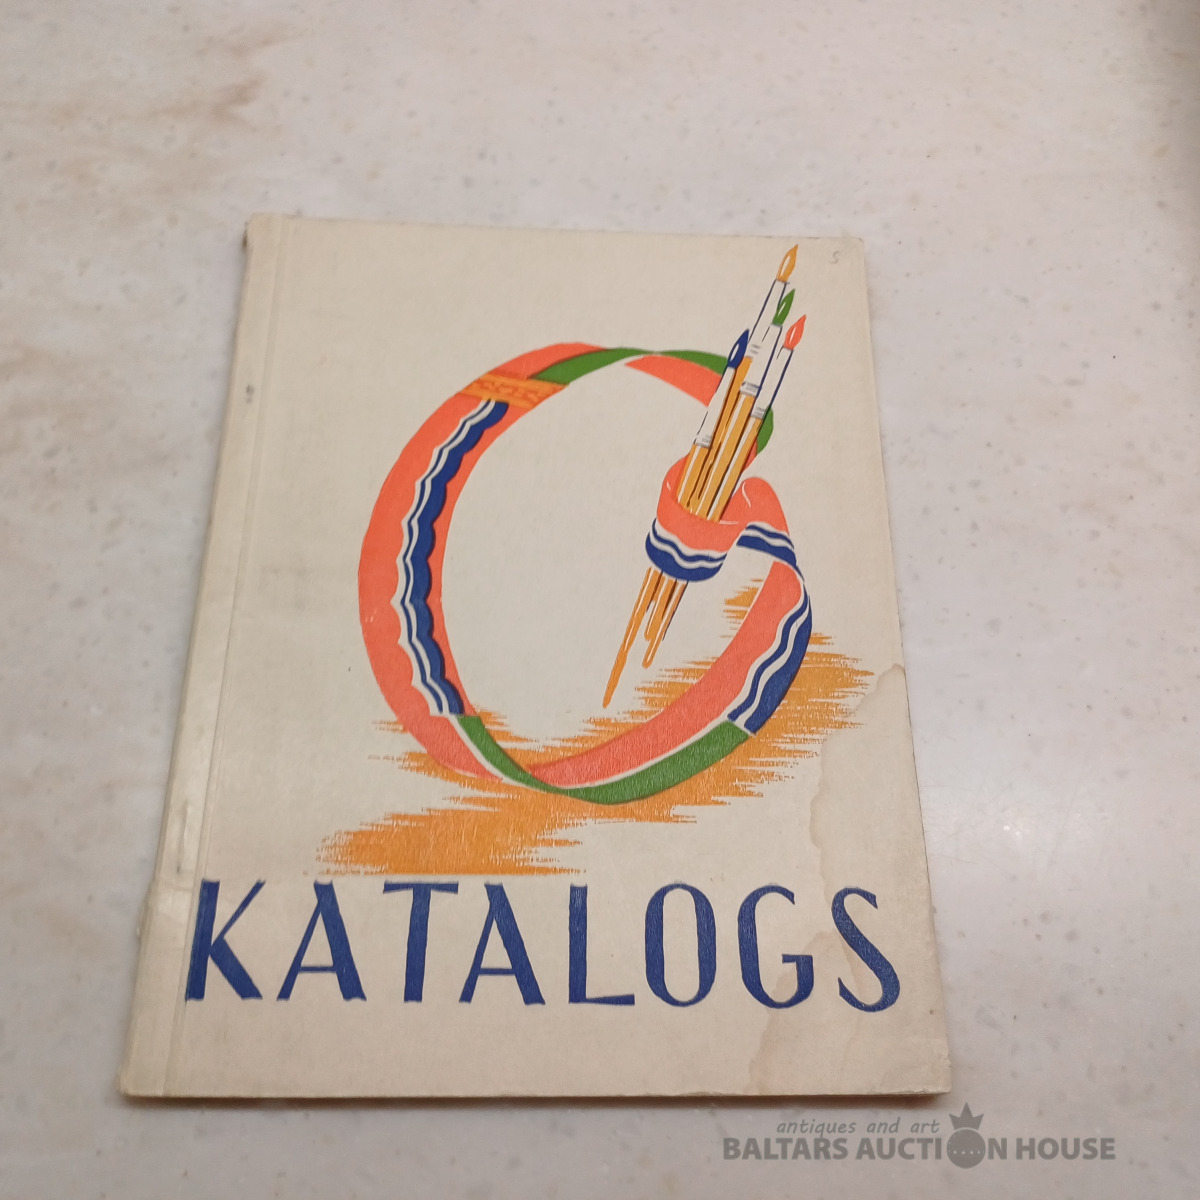 KATALOGS
antiques and art
BALTARS AUCTION HOUSE